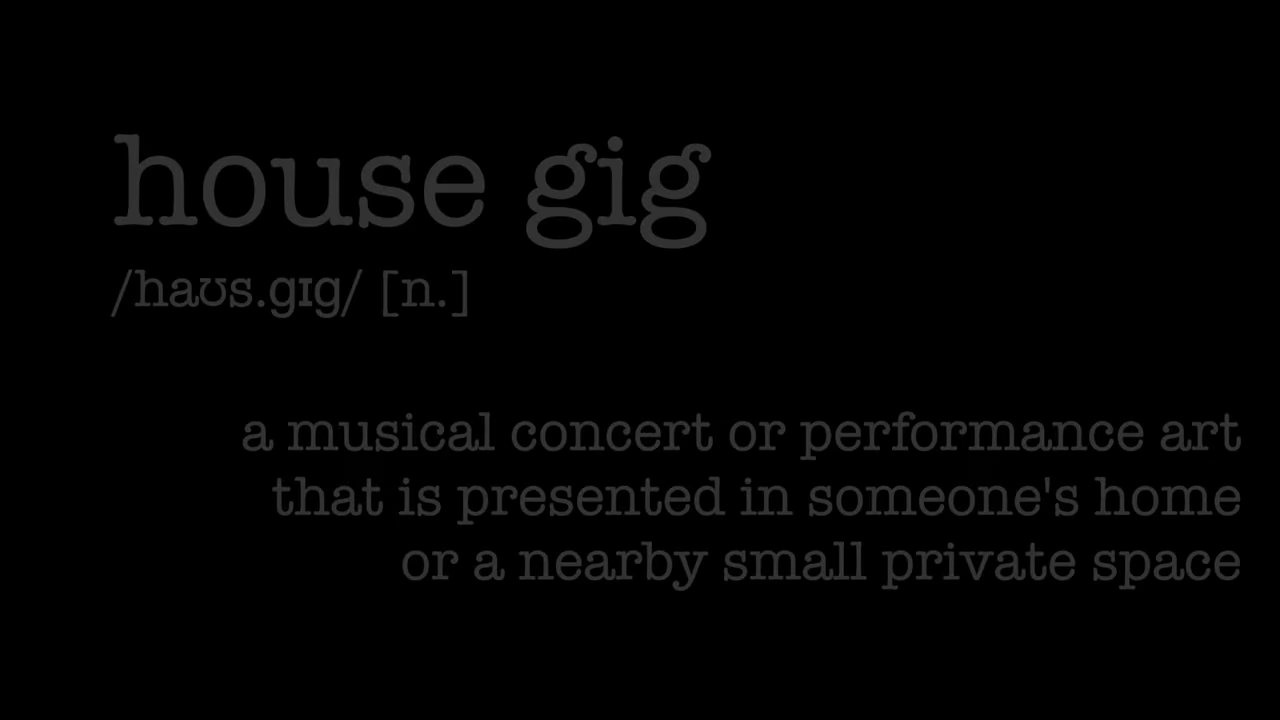 house gig
/haʊs.gɪg/ [n.]
a musical concert or performance art
that is presented in someone's home
or a nearby small private space